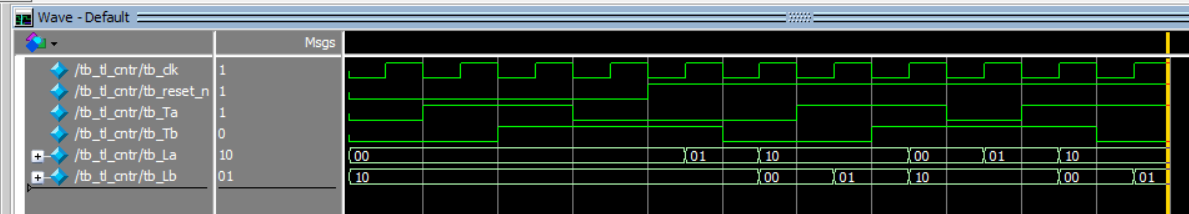 Wave - Default
Msgs
/tb_tl_cntr/tb_clk 1
/tb_tl_cntr/tb_reset_n 1
/tb_tl_cntr/tb_Ta 1
/tb_tl_cntr/tb_Tb 0
/tb_tl_cntr/tb_La 10 00 01 10 00 01 10
/tb_tl_cntr/tb_Lb 01 10 00 01 10 00 01